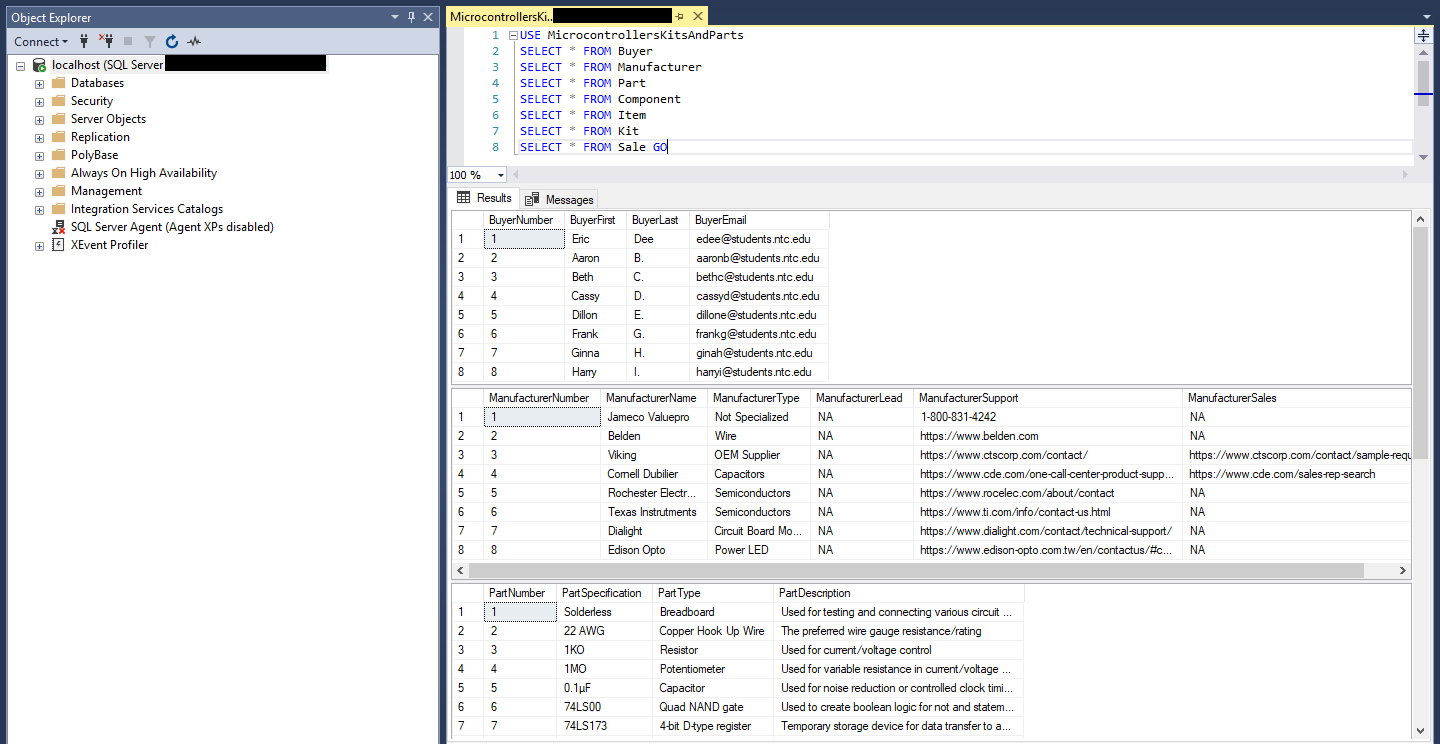 Object Explorer
Connect
localhost (SQL Server
Databases
Security
Server Objects
Replication
PolyBase
Always On High Availability
Management
Integration Services Catalogs
SQL Server Agent (Agent XPs disabled)
XEvent Profiler
MicrocontrollersKi..
1 USE MicrocontrollersKitsAndParts
2 SELECT * FROM Buyer
3 SELECT * FROM Manufacturer
4 SELECT * FROM Part
5 SELECT * FROM Component
6 SELECT * FROM Item
7 SELECT * FROM Kit
8 SELECT * FROM Sale GO
100 %
Results Messages
BuyerNumber BuyerFirst BuyerLast BuyerEmail
1 1 Eric Dee edee@students.ntc.edu
2 2 Aaron B. aaronb@students.ntc.edu
3 3 Beth C. bethc@students.ntc.edu
4 4 Cassy D. cassyd@students.ntc.edu
5 5 Dillon E. dillone@students.ntc.edu
6 6 Frank G. frankg@students.ntc.edu
7 7 Ginna H. ginah@students.ntc.edu
8 8 Harry I. harryi@students.ntc.edu
ManufacturerNumber ManufacturerName ManufacturerType ManufacturerLead ManufacturerSupport ManufacturerSales
1 1 Jameco Valuepro Not Specialized NA 1-800-831-4242 NA
2 2 Belden Wire NA https://www.belden.com NA
3 3 Viking OEM Supplier NA https://www.ctscorp.com/contact/ https://www.ctscorp.com/contact/sample-requ
4 4 Cornell Dubilier Capacitors NA https://www.cde.com/one-call-center-product-supp... https://www.cde.com/sales-rep-search
5 5 Rochester Electr... Semiconductors NA https://www.rocelec.com/about/contact NA
6 6 Texas Instrutments Semiconductors NA https://www.ti.com/info/contact-us.html NA
7 7 Dialight Circuit Board Mo... NA https://www.dialight.com/contact/technical-support/ NA
8 8 Edison Opto Power LED NA https://www.edison-opto.com.tw/en/contactus/#c... NA
PartNumber PartSpecification PartType PartDescription
1 1 Solderless Breadboard Used for testing and connecting various circuit ...
2 2 22 AWG Copper Hook Up Wire The preferred wire gauge resistance/rating
3 3 1KO Resistor Used for current/voltage control
4 4 1MO Potentiometer Used for variable resistance in current/voltage ...
5 5 0.1µF Capacitor Used for noise reduction or controlled clock timi...
6 6 74LS00 Quad NAND gate Used to create boolean logic for not and statem...
7 7 74LS173 4-bit D-type register Temporary storage device for data transfer to a...